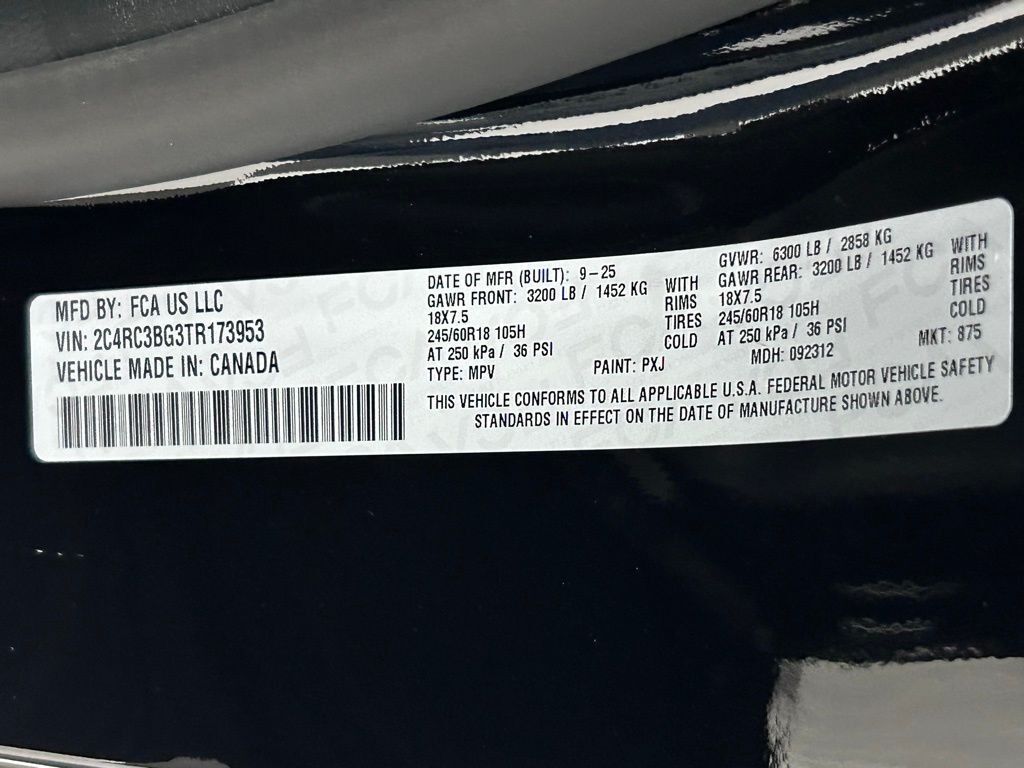 MFD BY: FCA US LLC
VIN: 2C4RC3BG3TR173953
VEHICLE MADE IN: CANADA
DATE OF MFR (BUILT): 9-25
GAWR FRONT: 3200 LB / 1452 KG WITH
18X7.5 RIMS
245/60R18 105H TIRES
AT 250 kPa / 36 PSI COLD
TYPE: MPV PAINT: PXJ
GVWR: 6300 LB / 2858 KG
GAWR REAR: 3200 LB / 1452 KG WITH
18X7.5 RIMS
245/60R18 105H TIRES
AT 250 kPa / 36 PSI COLD
MDH: 092312 MKT: 875
THIS VEHICLE CONFORMS TO ALL APPLICABLE U.S.A. FEDERAL MOTOR VEHICLE SAFETY
STANDARDS IN EFFECT ON THE DATE OF MANUFACTURE SHOWN ABOVE.